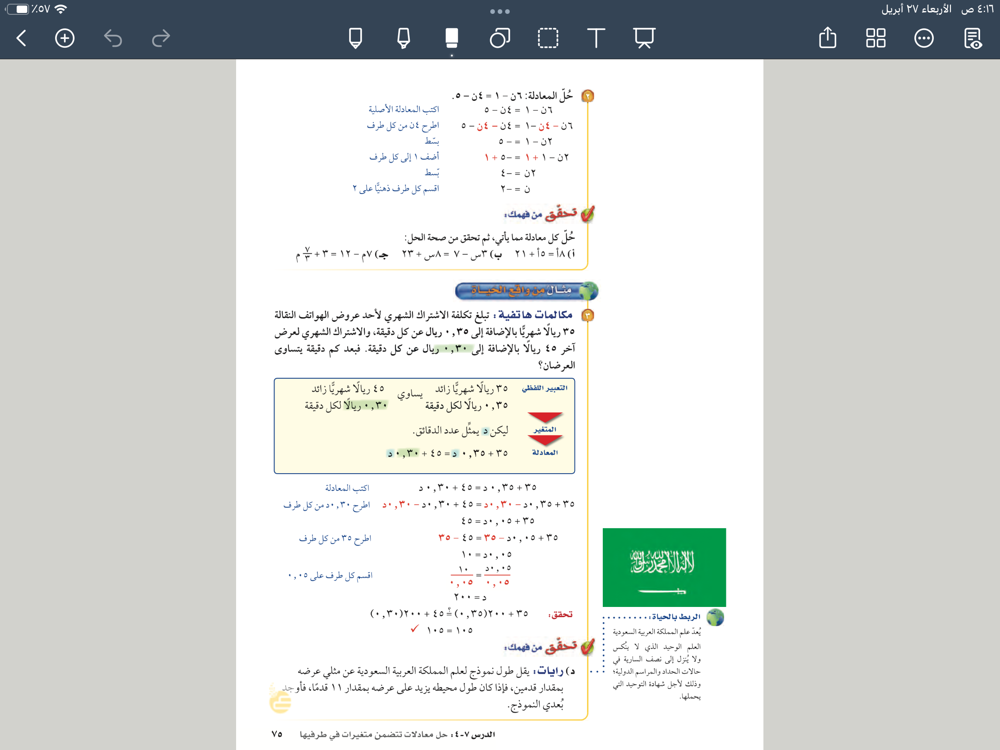 ٤:١٦ ص الأربعاء ٢٧ أبريل
٪٥٧
٢ حُلّ المعادلة: ٦ن – ١ = ٤ن – ٥.
٦ن – ١ = ٤ن – ٥ اكتب المعادلة الأصلية
٦ن – ٤ن –١ = ٤ن – ٤ن – ٥ اطرح ٤ن من كل طرف
٢ن – ١ = – ٥ بسّط
٢ن – ١ + ١ = –٥ + ١ أضف ١ إلى كل طرف
٢ن = –٤ بّسط
ن = –٢ اقسم كل طرف ذهنيًّا على ٢
تحقّق من فهمك:
حُلّ كل معادلة مما يأتي، ثم تحقق من صحة الحل:
أ) ٨أ = ٥أ + ٢١ ب) ٣س – ٧ = ٨س + ٢٣ جـ) ٧م – ١٢ = ٣ + ٧/٣ م
مِثــال من واقع الحيــاة
٣ مكالمات هاتفية: تبلغ تكلفة الاشتراك الشهري لأحد عروض الهواتف النقالة
٣٥ ريالًا شهريًّا بالإضافة إلى ٠,٣٥ ريال عن كل دقيقة، والاشتراك الشهري لعرض
آخر ٤٥ ريالًا بالإضافة إلى ٠,٣٠ ريال عن كل دقيقة. فبعد كم دقيقة يتساوى
العرضان؟
التعبير اللفظي ٣٥ ريالًا شهريًّا زائد يساوي ٤٥ ريالًا شهريًّا زائد
٠,٣٥ ريالًا لكل دقيقة ٠,٣٠ ريالًا لكل دقيقة
المتغير ليكن د يمثِّل عدد الدقائق.
المعادلة ٣٥ + ٠,٣٥ د = ٤٥ + ٠,٣٠ د
٣٥ + ٠,٣٥ د = ٤٥ + ٠,٣٠ د اكتب المعادلة
٣٥ + ٠,٣٥د – ٠,٣٠د = ٤٥ + ٠,٣٠د – ٠,٣٠د اطرح ٠,٣٠د من كل طرف
٣٥ + ٠,٠٥د = ٤٥
٣٥ + ٠,٠٥د – ٣٥ = ٤٥ – ٣٥ اطرح ٣٥ من كل طرف
٠,٠٥د = ١٠
٠,٠٥د/٠,٠٥ = ١٠/٠,٠٥ اقسم كل طرف على ٠,٠٥
د = ٢٠٠
تحقق: ٣٥ + ٢٠٠(٠,٣٥) ≟ ٤٥ + ٢٠٠(٠,٣٠)
١٠٥ = ١٠٥ ✓
تحقّق من فهمك:
د) رايات: يقل طول نموذج لعلم المملكة العربية السعودية عن مثلي عرضه
بمقدار قدمين، فإذا كان طول محيطه يزيد على عرضه بمقدار ١١ قدمًا، فأوجد
بُعدي النموذج.
لا إله إلا الله محمد رسول الله
الربط بالحياة:
يُعدّ علم المملكة العربية السعودية
العلم الوحيد الذي لا ينُكس
ولا يُنزل إلى نصف السارية في
حالات الحداد والمراسم الدولية؛
وذلك لأجل شهادة التوحيد التي
يحملها.
الدرس ٧-٤: حل معادلات تتضمن متغيرات في طرفيها ٧٥